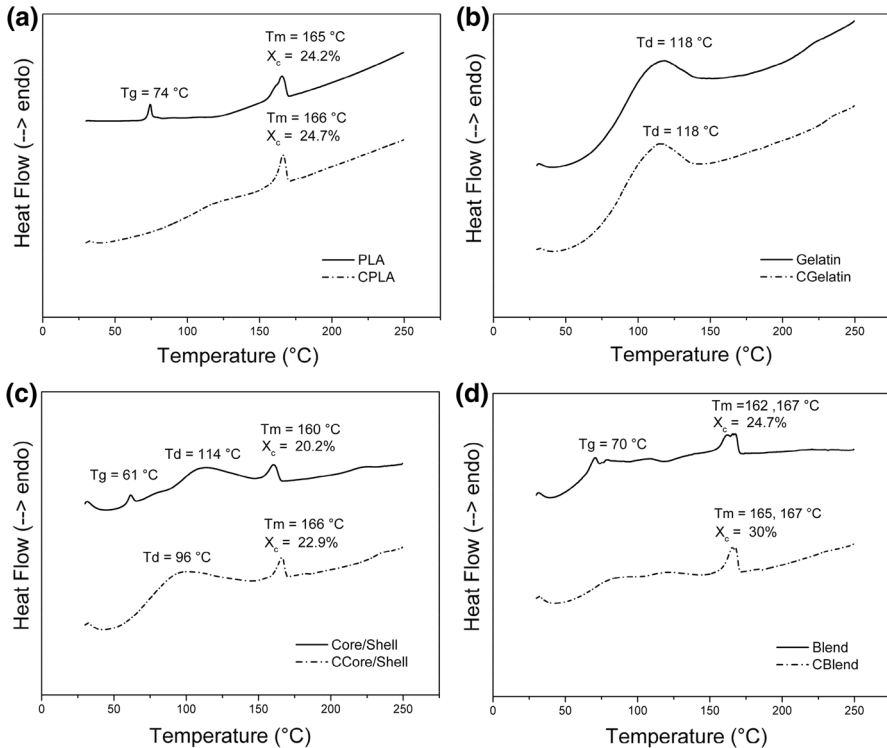 (a)
Tm = 165 °C
Xc = 24.2%
Tg = 74 °C
Tm = 166 °C
Xc = 24.7%
PLA
CPLA
Heat Flow (--> endo)
0 50 100 150 200 250
Temperature (°C)
(b)
Td = 118 °C
Td = 118 °C
Gelatin
CGelatin
Heat Flow (--> endo)
0 50 100 150 200 250
Temperature (°C)
(c)
Tm = 160 °C
Xc = 20.2%
Td = 114 °C
Tg = 61 °C
Tm = 166 °C
Xc = 22.9%
Td = 96 °C
Core/Shell
CCore/Shell
Heat Flow (--> endo)
0 50 100 150 200 250
Temperature (°C)
(d)
Tm =162 ,167 °C
Xc = 24.7%
Tg = 70 °C
Tm = 165, 167 °C
Xc = 30%
Blend
CBlend
Heat Flow (--> endo)
0 50 100 150 200 250
Temperature (°C)